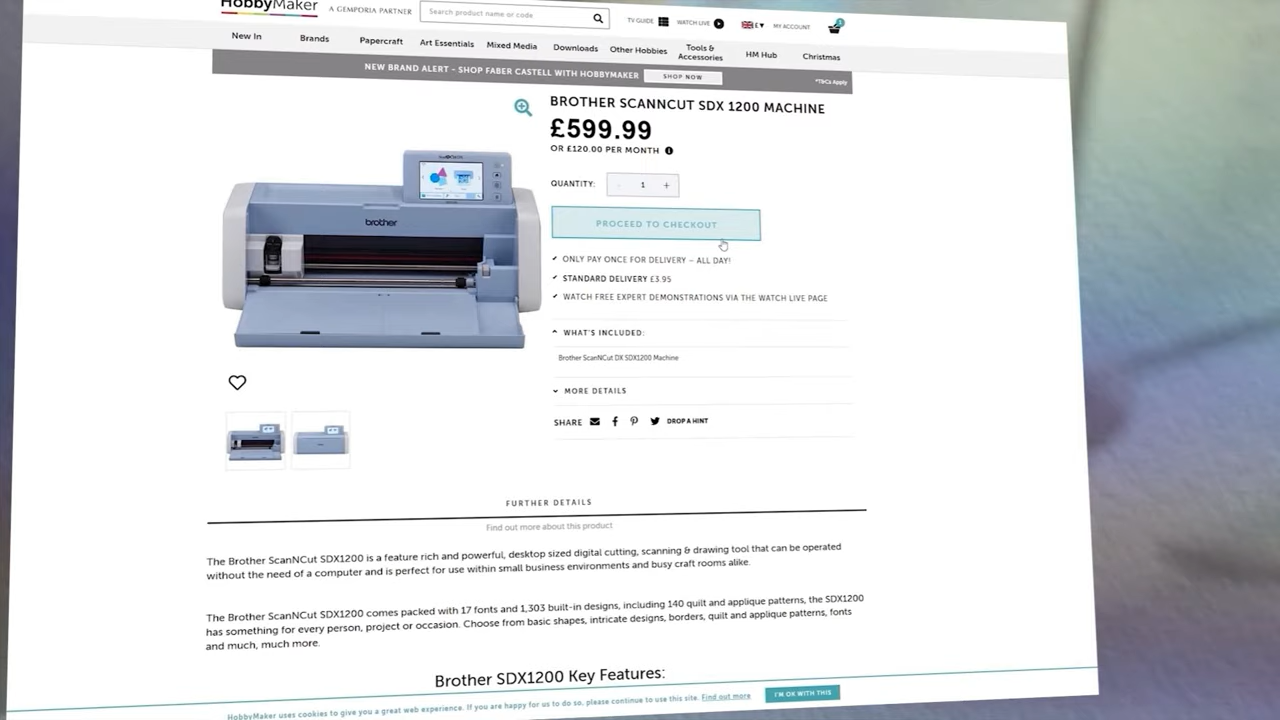 HobbyMaker
A GEMPORIA PARTNER
Search product name or code
TV GUIDE
WATCH LIVE
£
MY ACCOUNT
New In
Brands
Papercraft
Art Essentials
Mixed Media
Downloads
Other Hobbies
Tools &
Accessories
HM Hub
Christmas
NEW BRAND ALERT - SHOP FABER CASTELL WITH HOBBYMAKER
SHOP NOW
*T&Cs Apply
BROTHER SCANNCUT SDX 1200 MACHINE
£599.99
OR £120.00 PER MONTH
QUANTITY:
- 1 +
PROCEED TO CHECKOUT
brother
✓ ONLY PAY ONCE FOR DELIVERY – ALL DAY!
✓ STANDARD DELIVERY £3.95
✓ WATCH FREE EXPERT DEMONSTRATIONS VIA THE WATCH LIVE PAGE
WHAT'S INCLUDED:
Brother ScanNCut DX SDX1200 Machine
MORE DETAILS
SHARE
DROP A HINT
FURTHER DETAILS
Find out more about this product
The Brother ScanNCut SDX1200 is a feature rich and powerful, desktop sized digital cutting, scanning & drawing tool that can be operated
without the need of a computer and is perfect for use within small business environments and busy craft rooms alike.
The Brother ScanNCut SDX1200 comes packed with 17 fonts and 1,303 built-in designs, including 140 quilt and applique patterns, the SDX1200
has something for every person, project or occasion. Choose from basic shapes, intricate designs, borders, quilt and applique patterns, fonts
and much, much more.
Brother SDX1200 Key Features:
HobbyMaker uses cookies to give you a great web experience. If you are happy for us to do so, please continue to use this site. Find out more
I'M OK WITH THIS